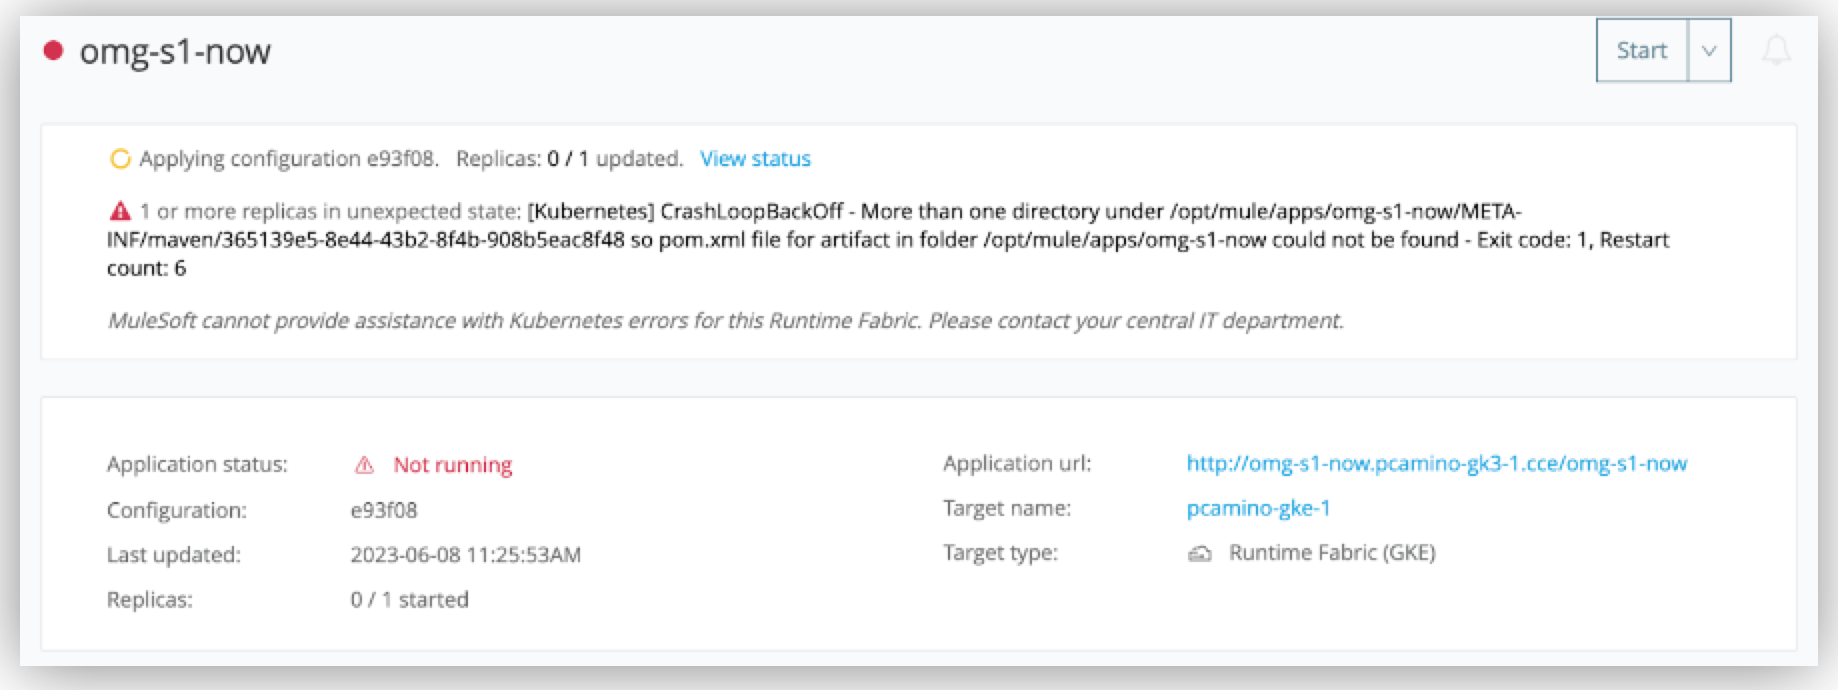 omg-s1-now
Start
Applying configuration e93f08. Replicas: 0 / 1 updated. View status
1 or more replicas in unexpected state: [Kubernetes] CrashLoopBackOff - More than one directory under /opt/mule/apps/omg-s1-now/META-
INF/maven/365139e5-8e44-43b2-8f4b-908b5eac8f48 so pom.xml file for artifact in folder /opt/mule/apps/omg-s1-now could not be found - Exit code: 1, Restart
count: 6
MuleSoft cannot provide assistance with Kubernetes errors for this Runtime Fabric. Please contact your central IT department.
Application status: Not running
Configuration: e93f08
Last updated: 2023-06-08 11:25:53AM
Replicas: 0 / 1 started
Application url: http://omg-s1-now.pcamino-gk3-1.cce/omg-s1-now
Target name: pcamino-gke-1
Target type: Runtime Fabric (GKE)